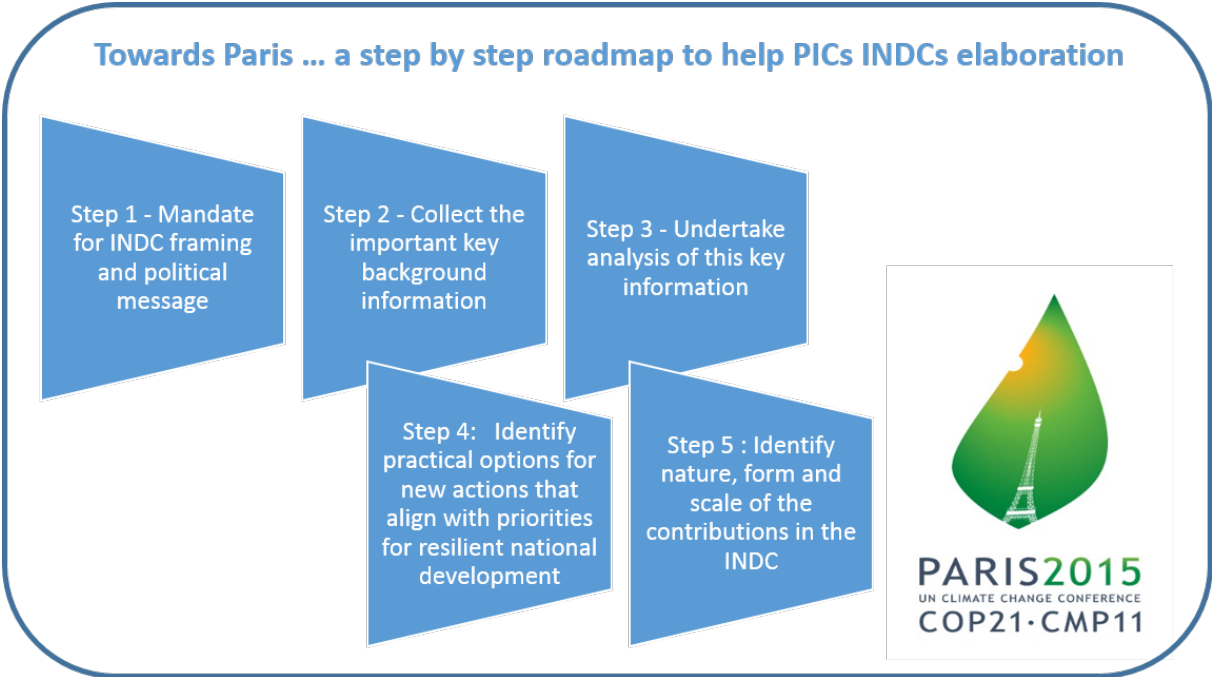 Towards Paris … a step by step roadmap to help PICs INDCs elaboration
Step 1 - Mandate
for INDC framing
and political
message
Step 2 - Collect the
important key
background
information
Step 3 - Undertake
analysis of this key
information
Step 4:   Identify
practical options for
new actions that
align with priorities
for resilient national
development
Step 5 : Identify
nature, form and
scale of the
contributions in the
INDC
PARIS2015
UN CLIMATE CHANGE CONFERENCE
COP21·CMP11